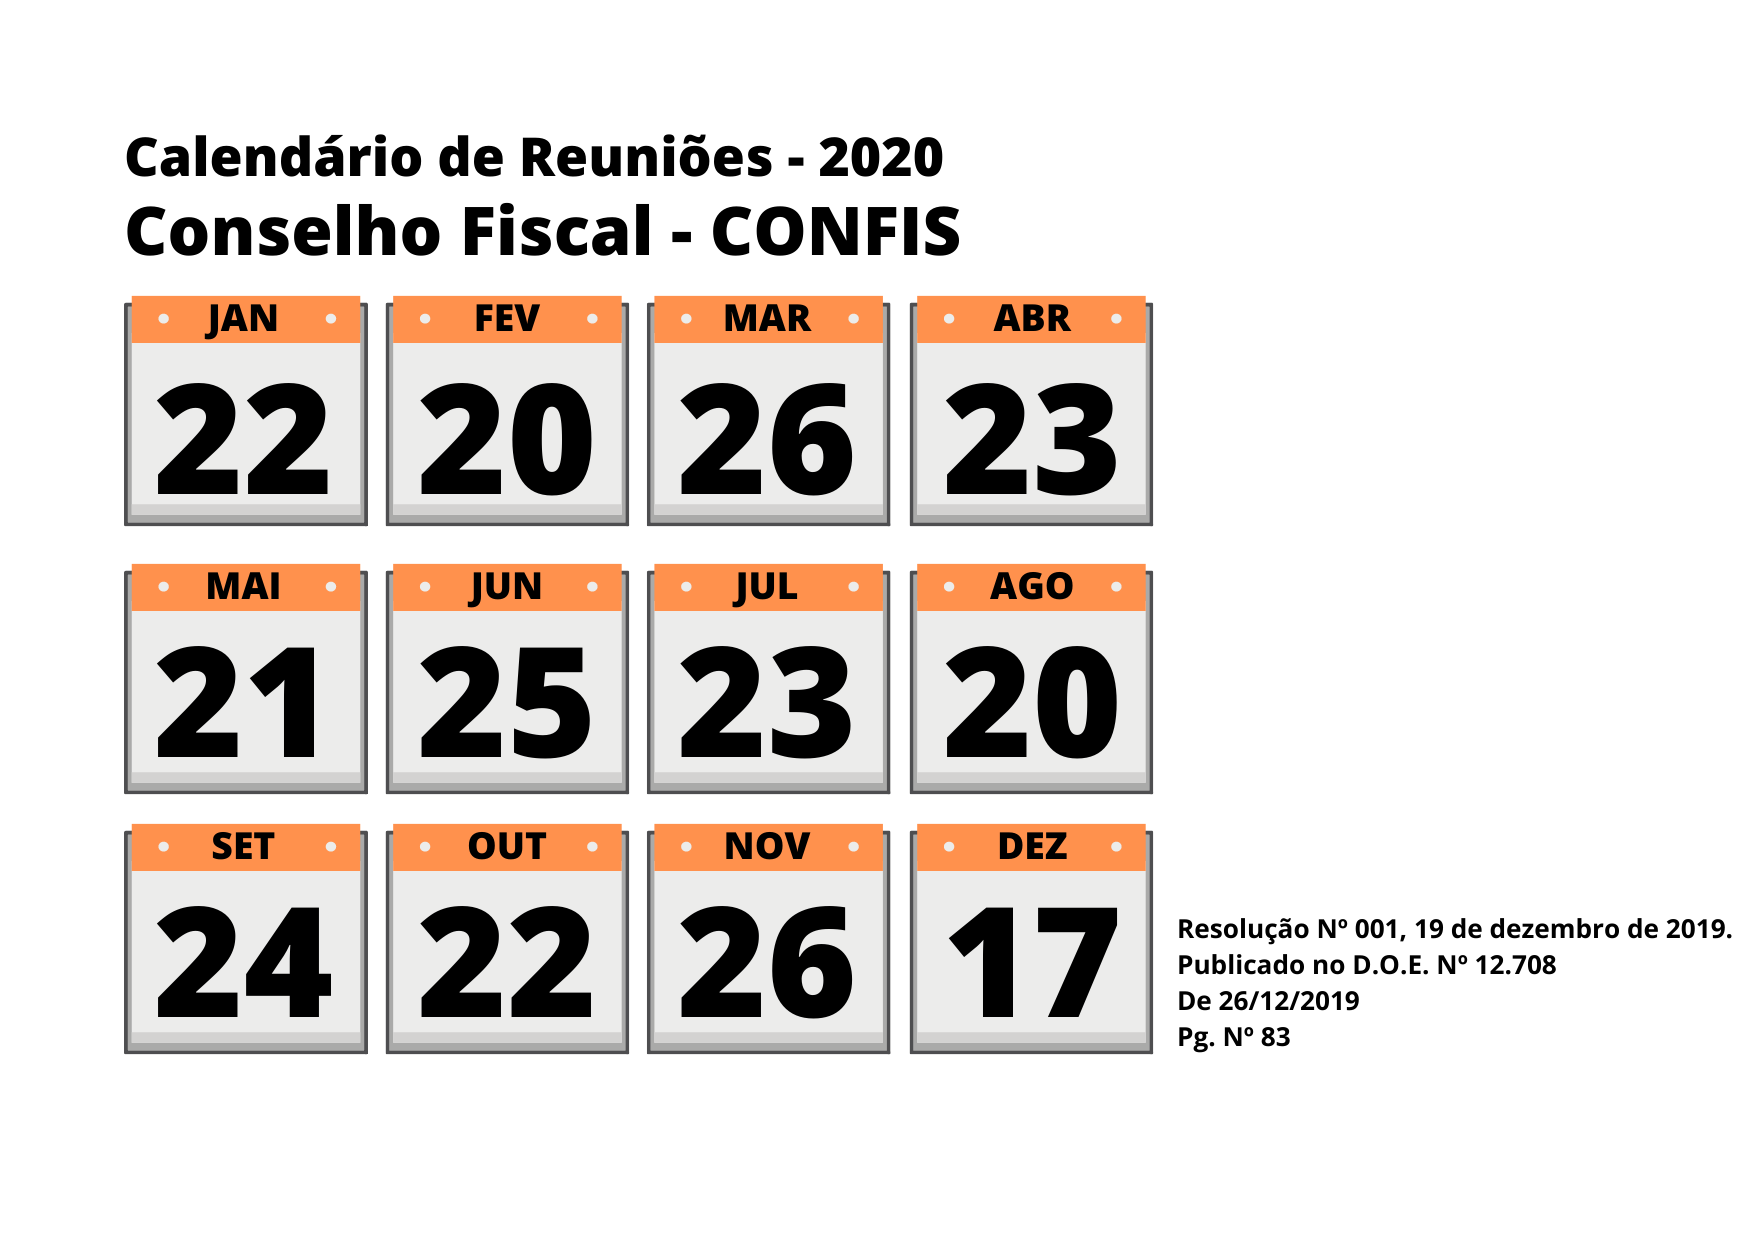 Calendário de Reuniões - 2020
Conselho Fiscal - CONFIS
JAN FEV MAR ABR
22 20 26 23
MAI JUN JUL AGO
21 25 23 20
SET OUT NOV DEZ
24 22 26 17
Resolução Nº 001, 19 de dezembro de 2019.
Publicado no D.O.E. Nº 12.708
De 26/12/2019
Pg. Nº 83